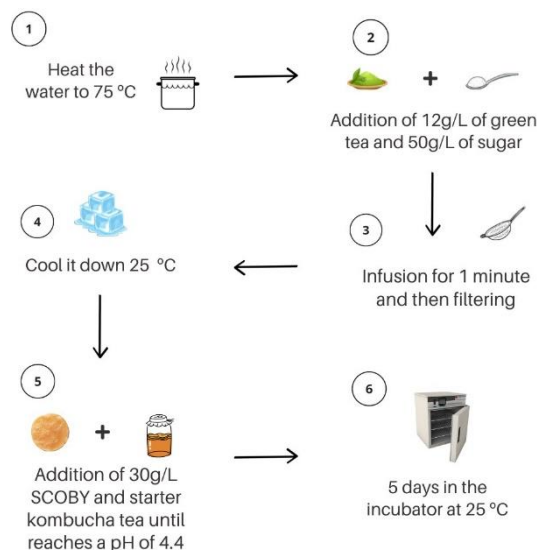 1
Heat the
water to 75 ºC
2
Addition of 12g/L of green
tea and 50g/L of sugar
3
Infusion for 1 minute
and then filtering
4
Cool it down 25 ºC
5
Addition of 30g/L
SCOBY and starter
kombucha tea until
reaches a pH of 4.4
6
5 days in the
incubator at 25 ºC